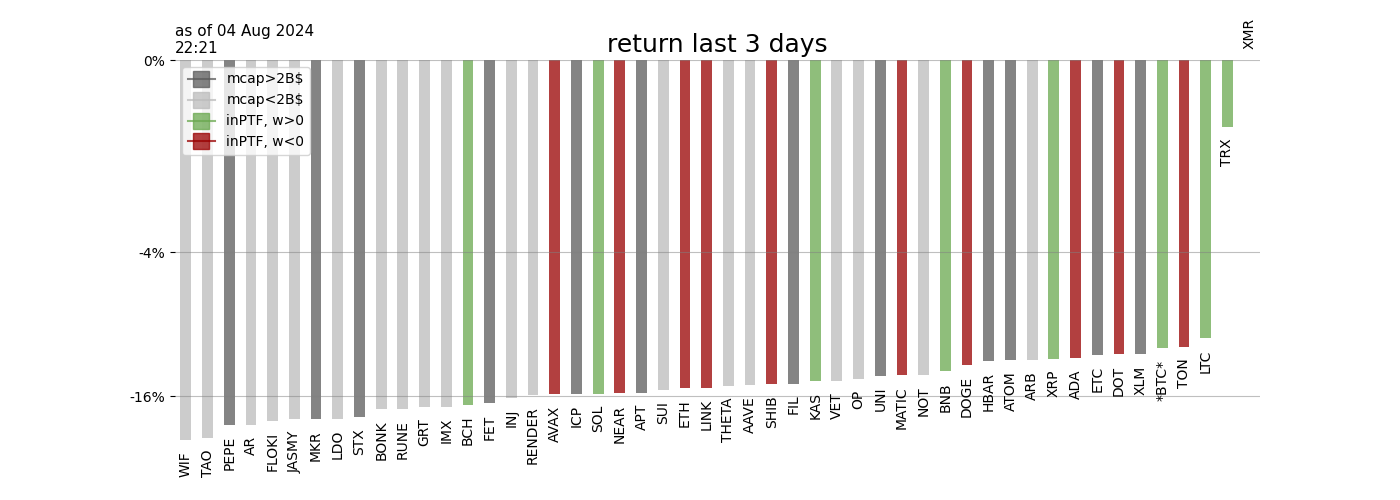 as of 04 Aug 2024
22:21
return last 3 days
XMR
0%
mcap>2B$
mcap<2B$
inPTF, w>0
inPTF, w<0
TRX
-4%
-16%
WIF
TAO
PEPE
AR
FLOKI
JASMY
MKR
LDO
STX
BONK
RUNE
GRT
IMX
BCH
FET
INJ
RENDER
AVAX
ICP
SOL
NEAR
APT
SUI
ETH
LINK
THETA
AAVE
SHIB
FIL
KAS
VET
OP
UNI
MATIC
NOT
BNB
DOGE
HBAR
ATOM
ARB
XRP
ADA
ETC
DOT
XLM
*BTC*
TON
LTC